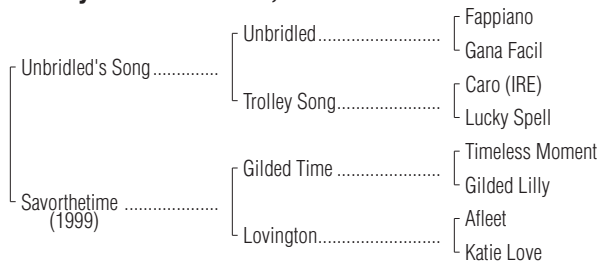 Fappiano
Unbridled....................
Gana Facil
Unbridled's Song.............
Caro (IRE)
Trolley Song.................
Lucky Spell
Timeless Moment
Gilded Time .................
Gilded Lilly
Savorthetime ..................
(1999)
Afleet
Lovington....................
Katie Love